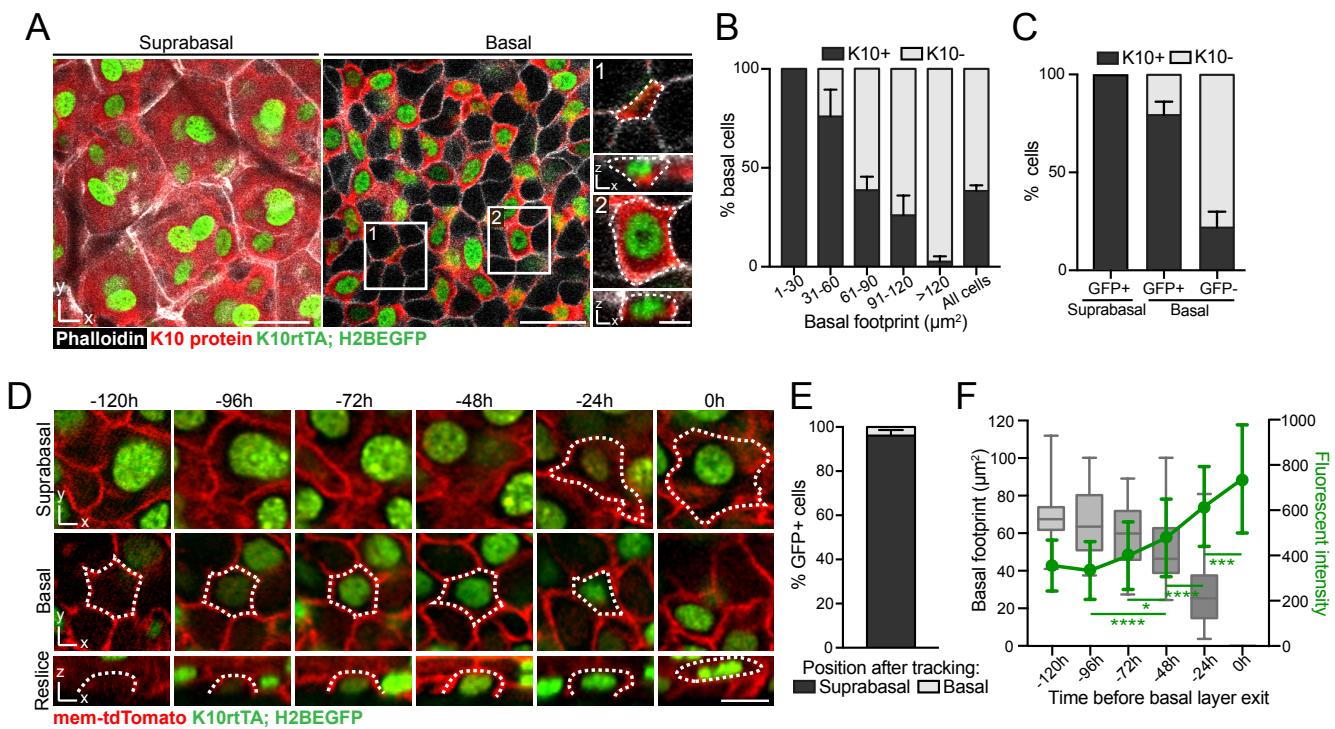 A
Suprabasal
Basal
1
2
1
2
y
x
z
x
z
x
Phalloidin K10 protein K10rtTA; H2BEGFP
B
K10+ K10-
% basal cells
100
50
0
1-30
31-60
61-90
91-120
>120
All cells
Basal footprint (µm²)
C
K10+ K10-
% cells
100
50
0
GFP+
GFP+
GFP-
Suprabasal
Basal
D
-120h
-96h
-72h
-48h
-24h
0h
Suprabasal
y
x
Basal
y
x
Reslice
z
x
mem-tdTomato K10rtTA; H2BEGFP
E
% GFP+ cells
100
80
60
40
20
0
Position after tracking:
Suprabasal Basal
F
Basal footprint (µm²)
120
100
80
60
40
20
0
1000
800
600
400
200
0
Fluorescent intensity
***
****
*
****
-120h
-96h
-72h
-48h
-24h
0h
Time before basal layer exit